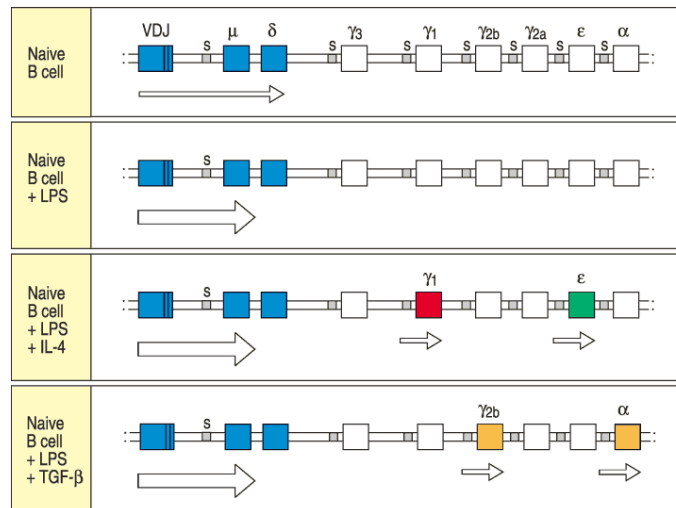 VDJ S μ δ S γ3 S γ1 S γ2b S γ2a S ε S α
Naive
B cell
Naive
B cell
+ LPS
S
γ1 ε
Naive
B cell
+ LPS
+ IL-4
S
γ2b α
Naive
B cell
+ LPS
+ TGF-β
S